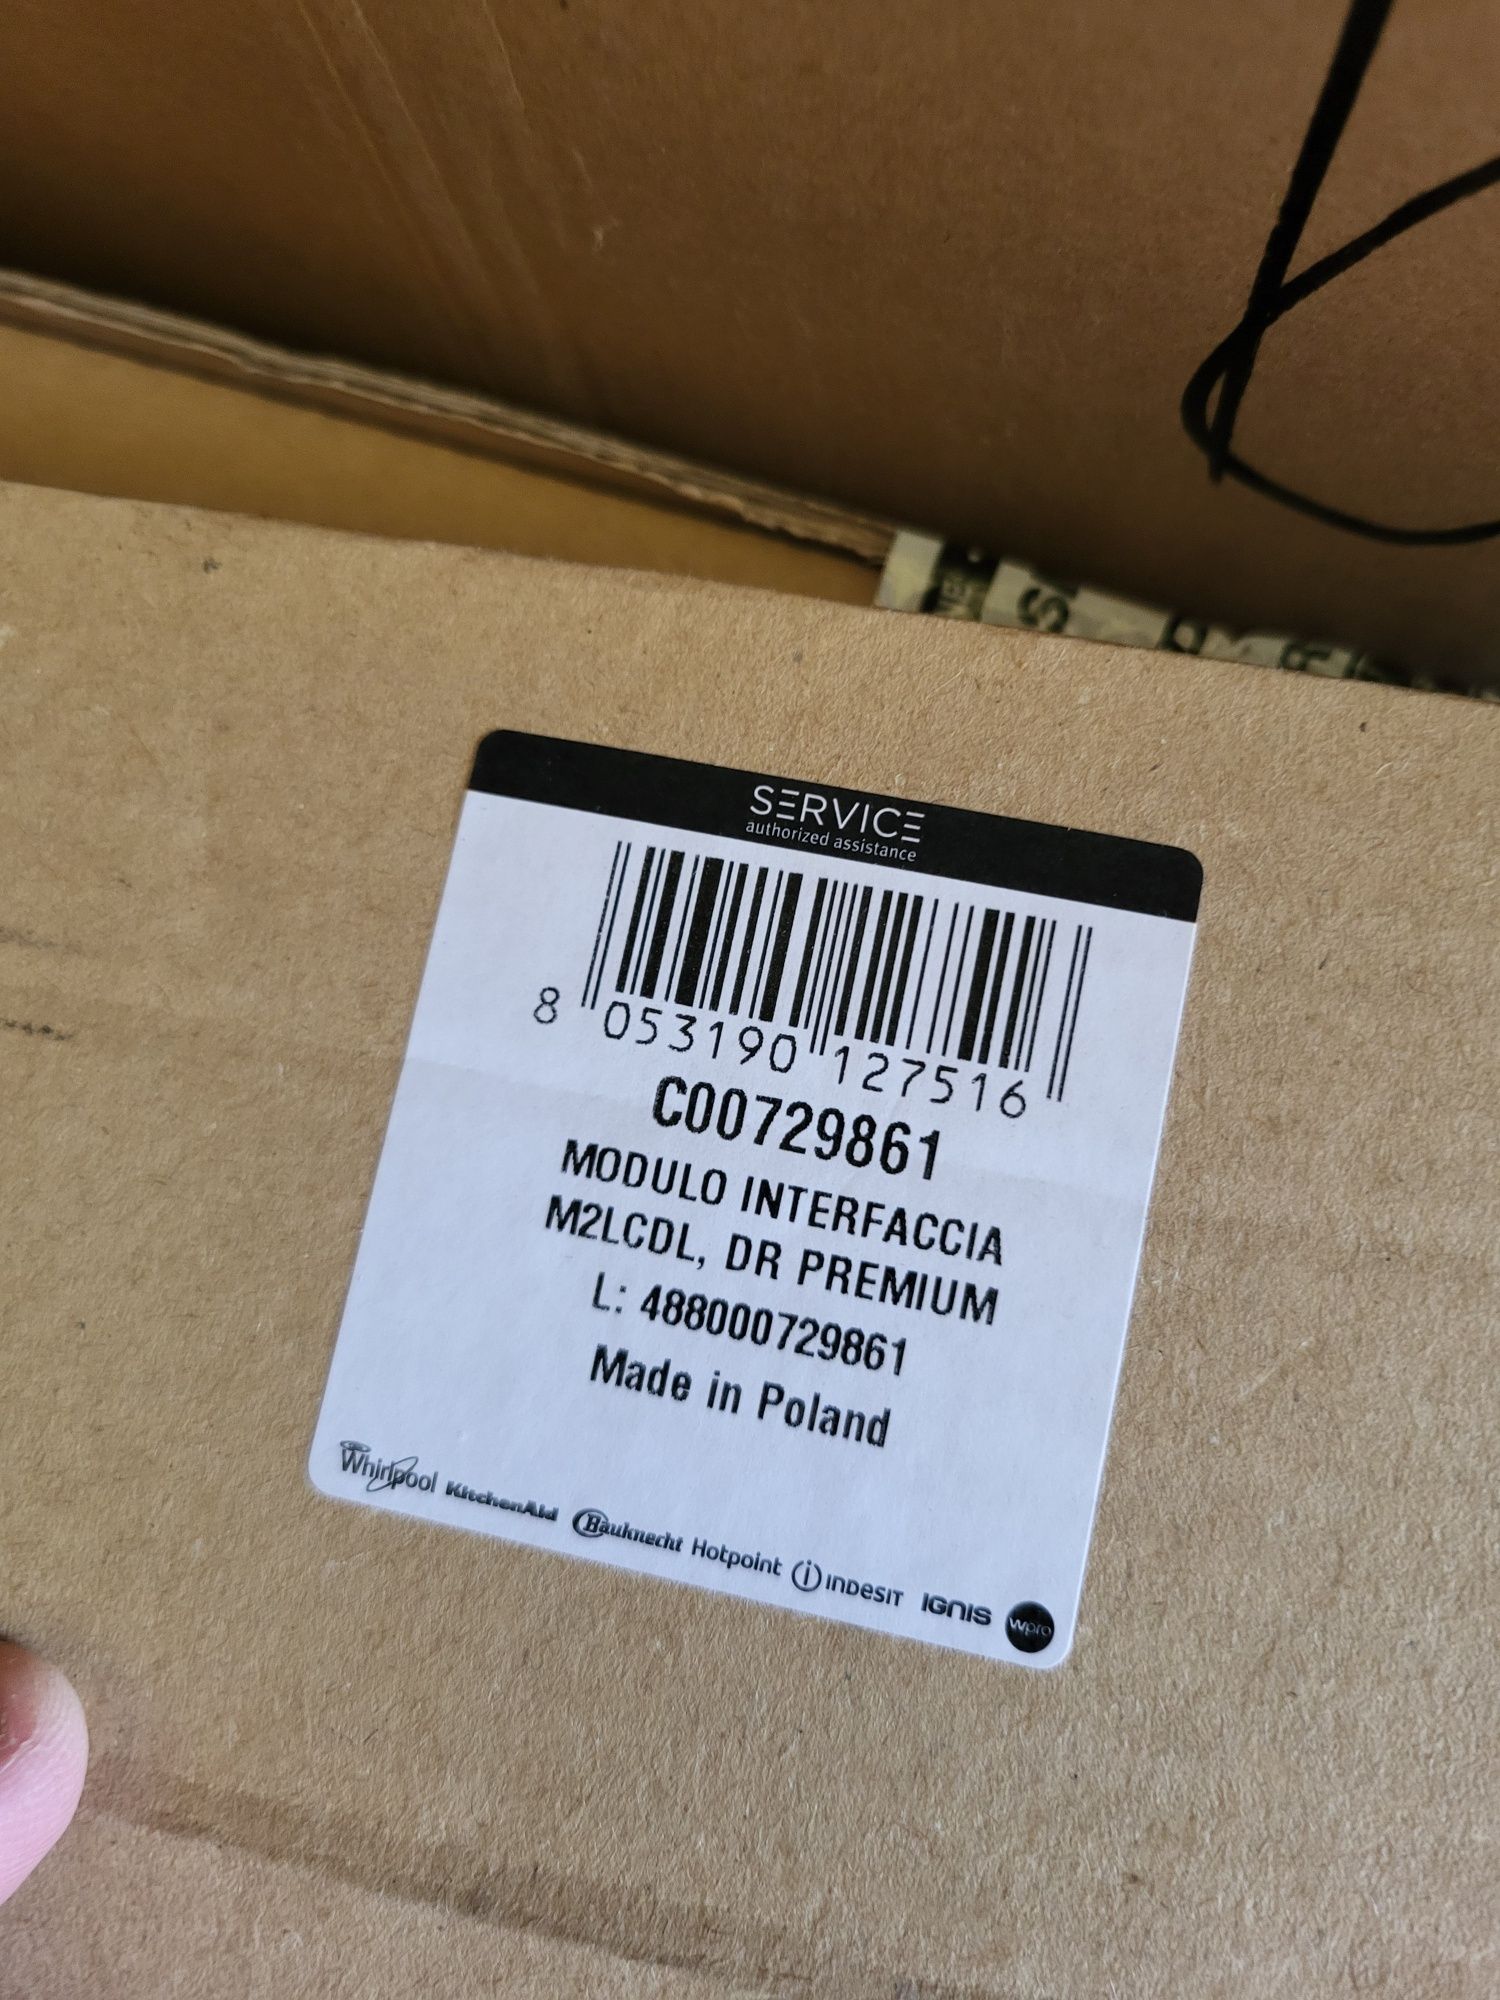 SERVICE
authorized assistance
8 053190 127516
C00729861
MODULO INTERFACCIA
M2LCDL, DR PREMIUM
L: 488000729861
Made in Poland
Whirlpool KitchenAid Bauknecht Hotpoint indesit IGNIS wpro